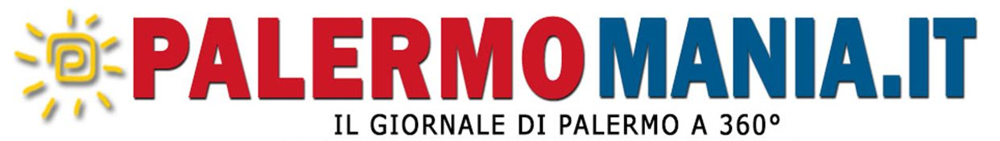 PALERMOMANIA.IT
IL GIORNALE DI PALERMO A 360°